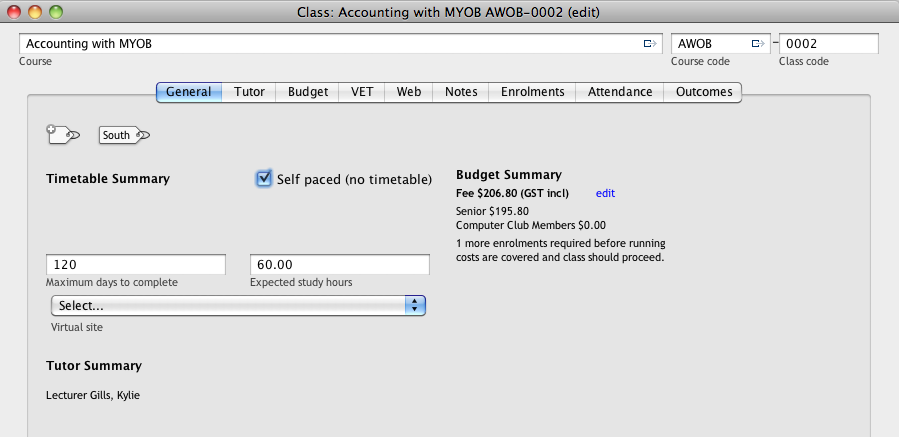 Class: Accounting with MYOB AWOB-0002 (edit)
Accounting with MYOB AWOB - 0002
Course Course code Class code
General Tutor Budget VET Web Notes Enrolments Attendance Outcomes
South
Timetable Summary
Self paced (no timetable)
120 60.00
Maximum days to complete Expected study hours
Select...
Virtual site
Budget Summary
Fee $206.80 (GST incl) edit
Senior $195.80
Computer Club Members $0.00
1 more enrolments required before running
costs are covered and class should proceed.
Tutor Summary
Lecturer Gills, Kylie